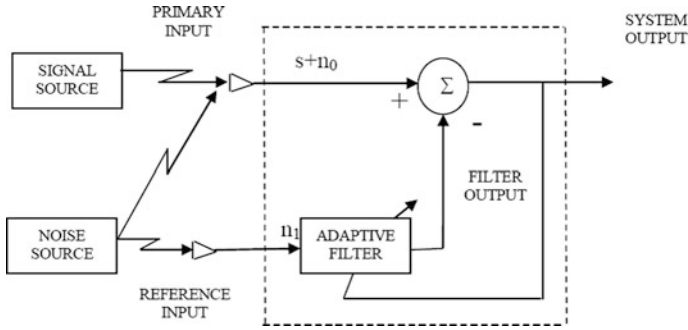 PRIMARY
INPUT
SYSTEM
OUTPUT
SIGNAL
SOURCE
s+n₀
+
Σ
-
FILTER
OUTPUT
NOISE
SOURCE
n₁
ADAPTIVE
FILTER
REFERENCE
INPUT